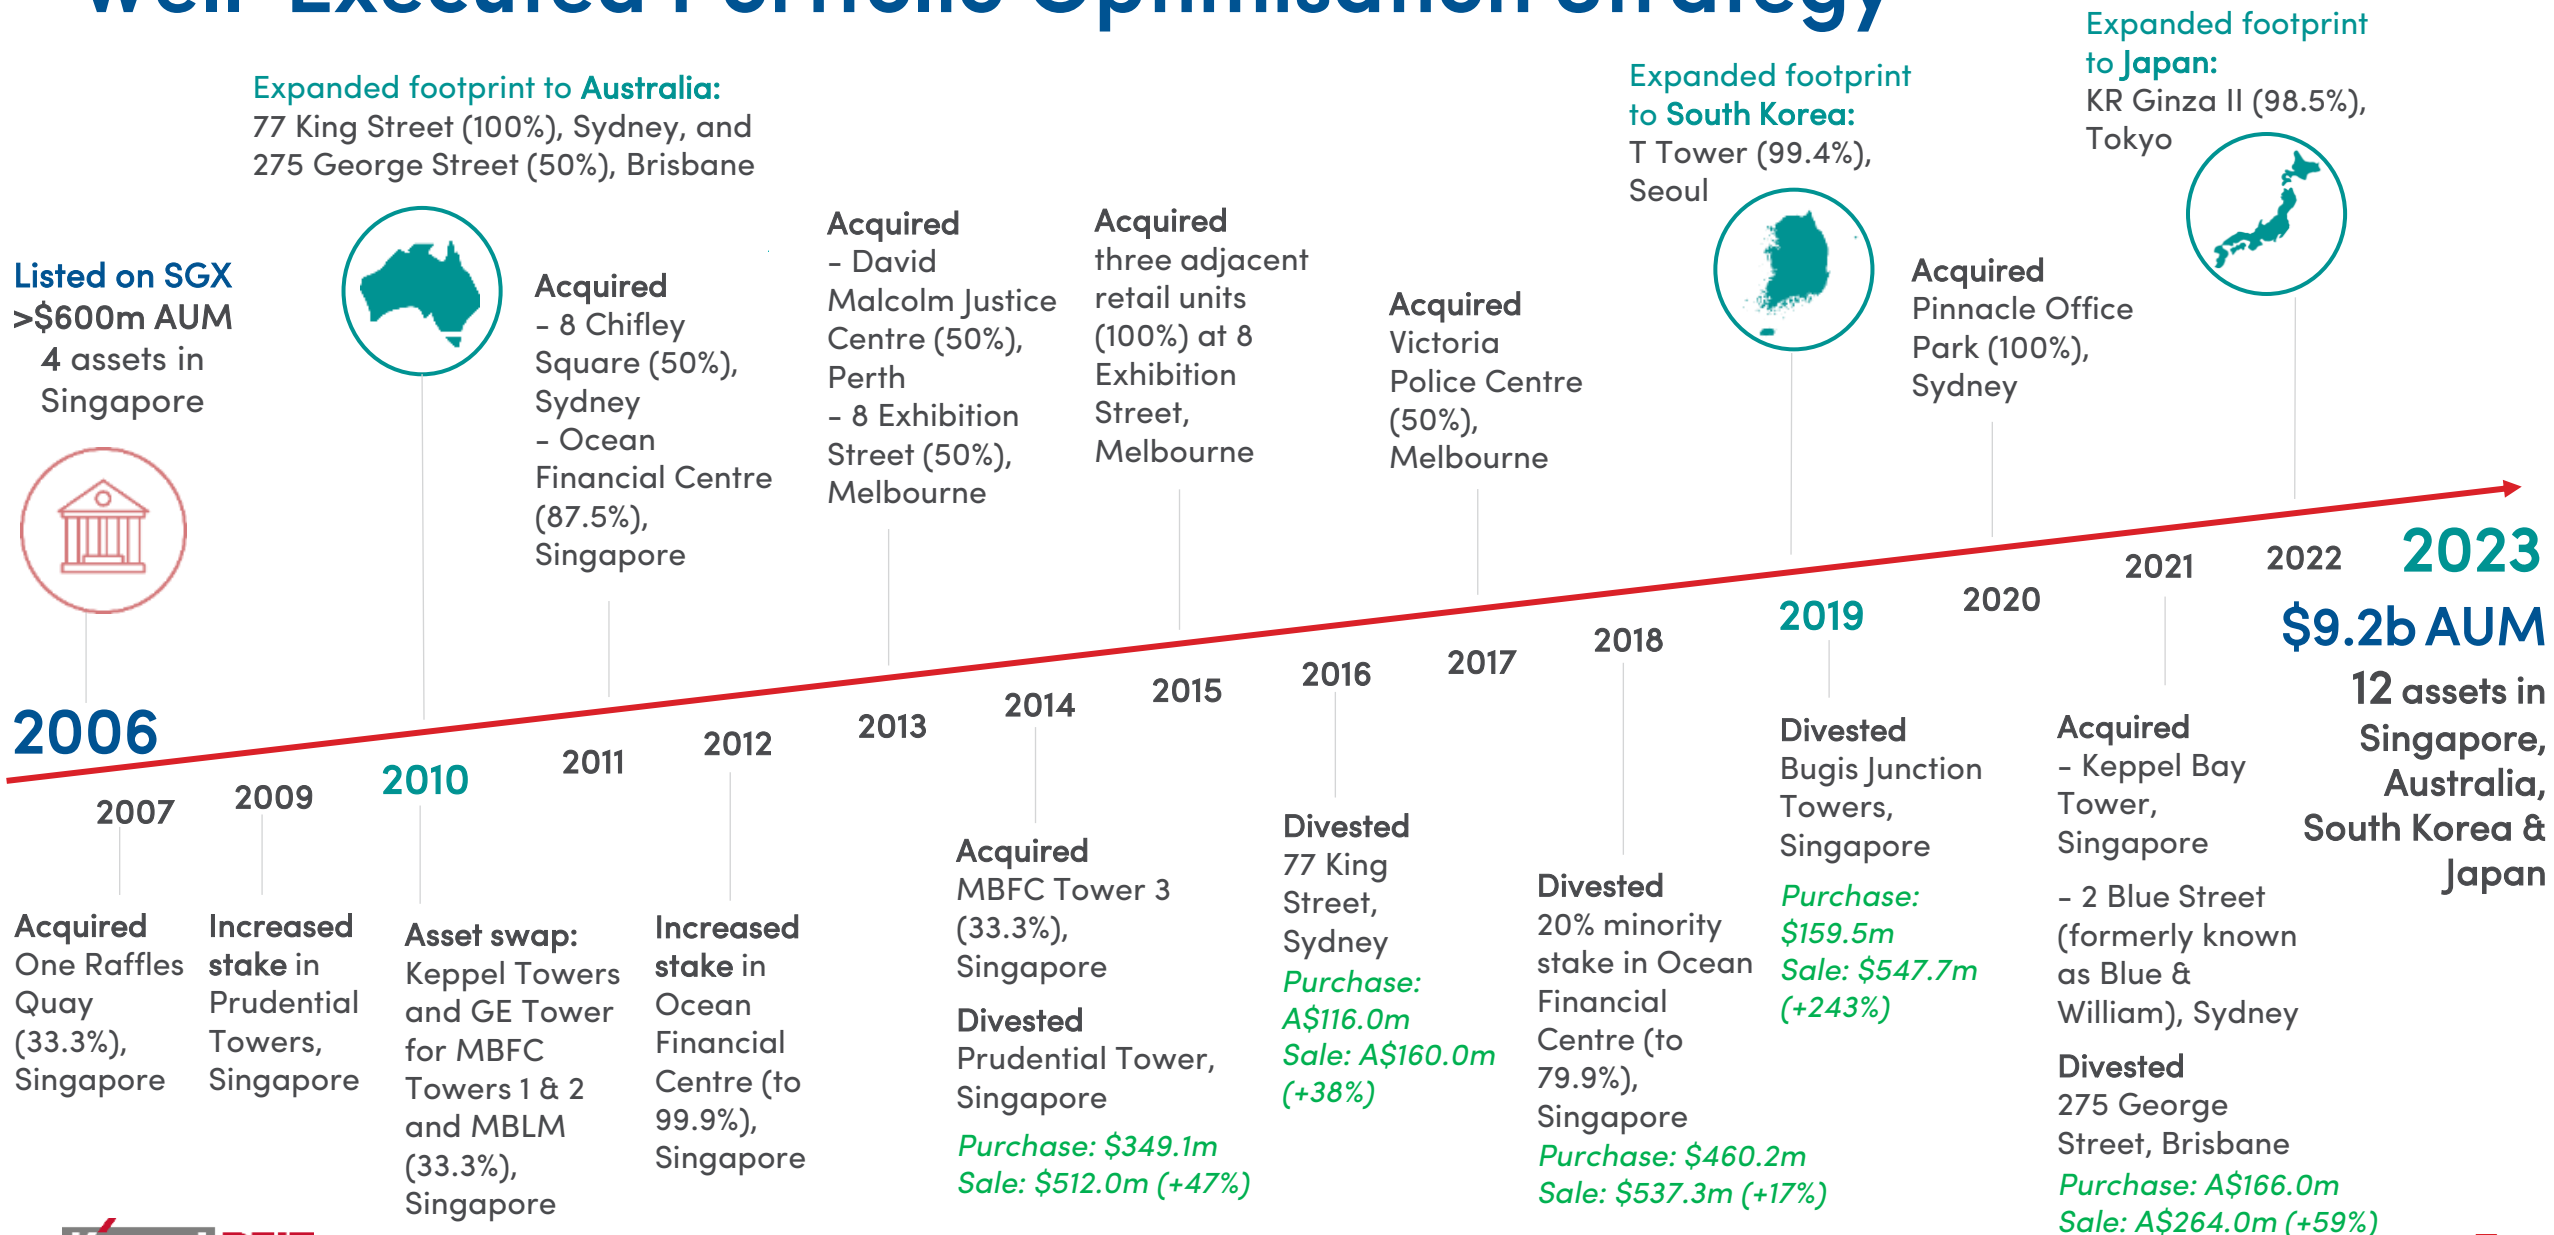 Well-Executed Portfolio Optimisation Strategy
Listed on SGX
>$600m AUM
4 assets in
Singapore
2006
Expanded footprint to Australia:
77 King Street (100%), Sydney, and
275 George Street (50%), Brisbane
Acquired
- 8 Chifley
Square (50%),
Sydney
- Ocean
Financial Centre
(87.5%),
Singapore
Acquired
- David
Malcolm Justice
Centre (50%),
Perth
- 8 Exhibition
Street (50%),
Melbourne
Acquired
three adjacent
retail units
(100%) at 8
Exhibition
Street,
Melbourne
Acquired
Victoria
Police Centre
(50%),
Melbourne
Expanded footprint
to South Korea:
T Tower (99.4%),
Seoul
Acquired
Pinnacle Office
Park (100%),
Sydney
Expanded footprint
to Japan:
KR Ginza II (98.5%),
Tokyo
2007
2009
2010
2011
2012
2013
2014
2015
2016
2017
2018
2019
2020
2021
2022
2023
$9.2b AUM
12 assets in
Singapore,
Australia,
South Korea &
Japan
Acquired
One Raffles
Quay
(33.3%),
Singapore
Increased
stake in
Prudential
Towers,
Singapore
Asset swap:
Keppel Towers
and GE Tower
for MBFC
Towers 1 & 2
and MBLM
(33.3%),
Singapore
Increased
stake in
Ocean
Financial
Centre (to
99.9%),
Singapore
Acquired
MBFC Tower 3
(33.3%),
Singapore
Divested
Prudential Tower,
Singapore
Purchase: $349.1m
Sale: $512.0m (+47%)
Divested
77 King
Street,
Sydney
Purchase:
A$116.0m
Sale: A$160.0m
(+38%)
Divested
20% minority
stake in Ocean
Financial
Centre (to
79.9%),
Singapore
Purchase: $460.2m
Sale: $537.3m (+17%)
Divested
Bugis Junction
Towers,
Singapore
Purchase:
$159.5m
Sale: $547.7m
(+243%)
Acquired
- Keppel Bay
Tower,
Singapore
- 2 Blue Street
(formerly known
as Blue &
William), Sydney
Divested
275 George
Street, Brisbane
Purchase: A$166.0m
Sale: A$264.0m (+59%)